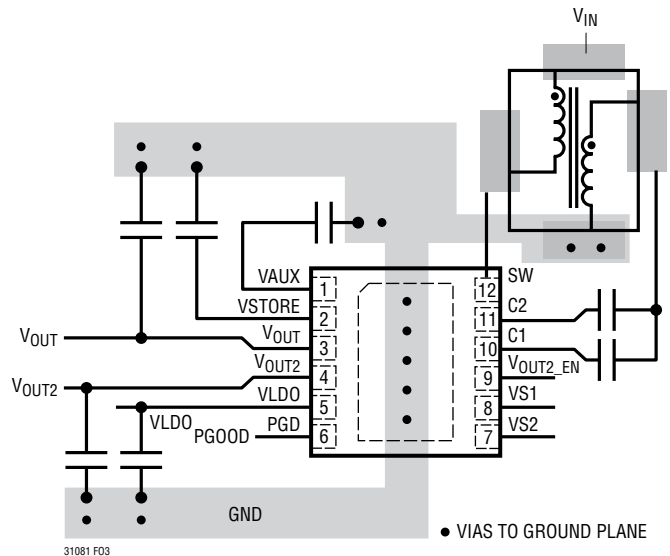 VIN
VAUX
1
12
SW
VSTORE
2
11
C2
VOUT
VOUT
3
10
C1
VOUT2
VOUT2
4
9
VOUT2_EN
VLDO
VLDO
5
8
VS1
PGOOD
PGD
6
7
VS2
GND
VIAS TO GROUND PLANE
31081 F03